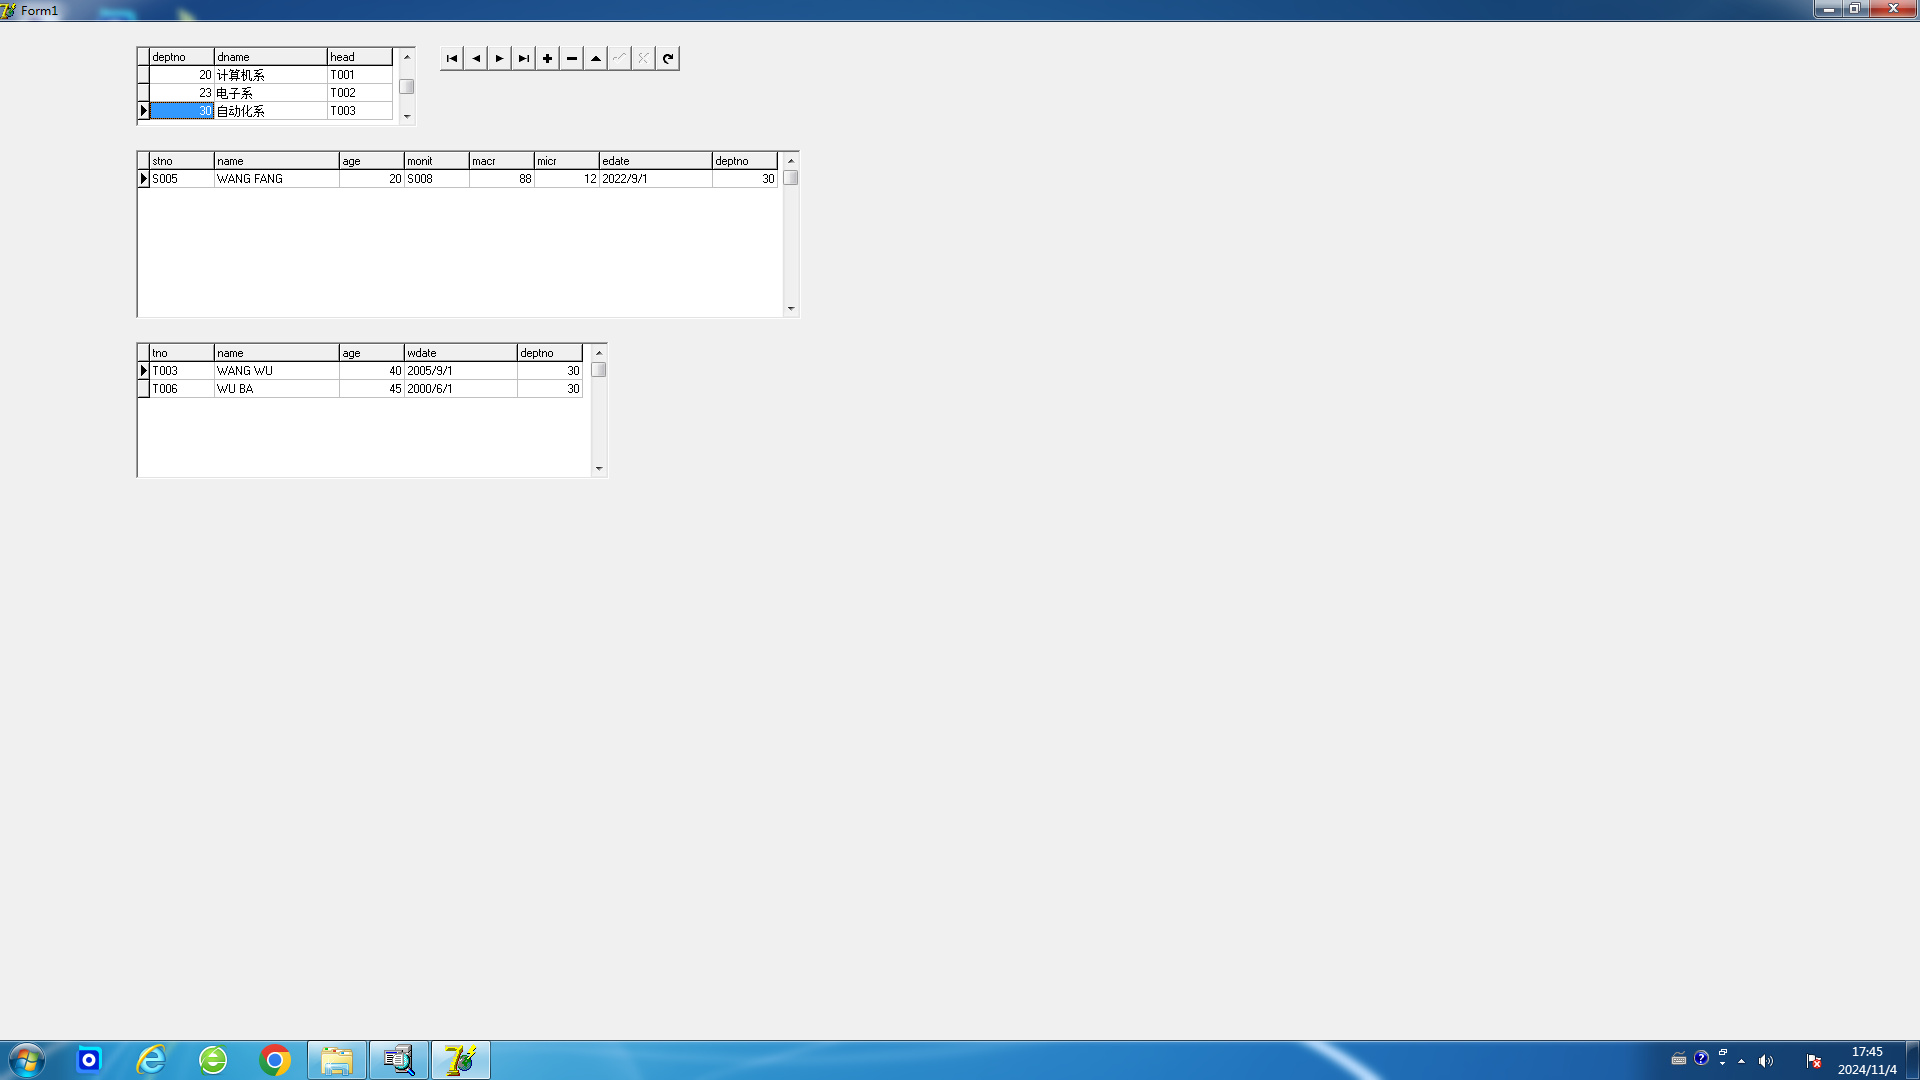 Form1
deptno dname head
20 计算机系 T001
23 电子系 T002
30 自动化系 T003
stno name age monit macr micr edate deptno
S005 WANG FANG 20 S008 88 12 2022/9/1 30
tno name age wdate deptno
T003 WANG WU 40 2005/9/1 30
T006 WU BA 45 2000/6/1 30
17:45
2024/11/4